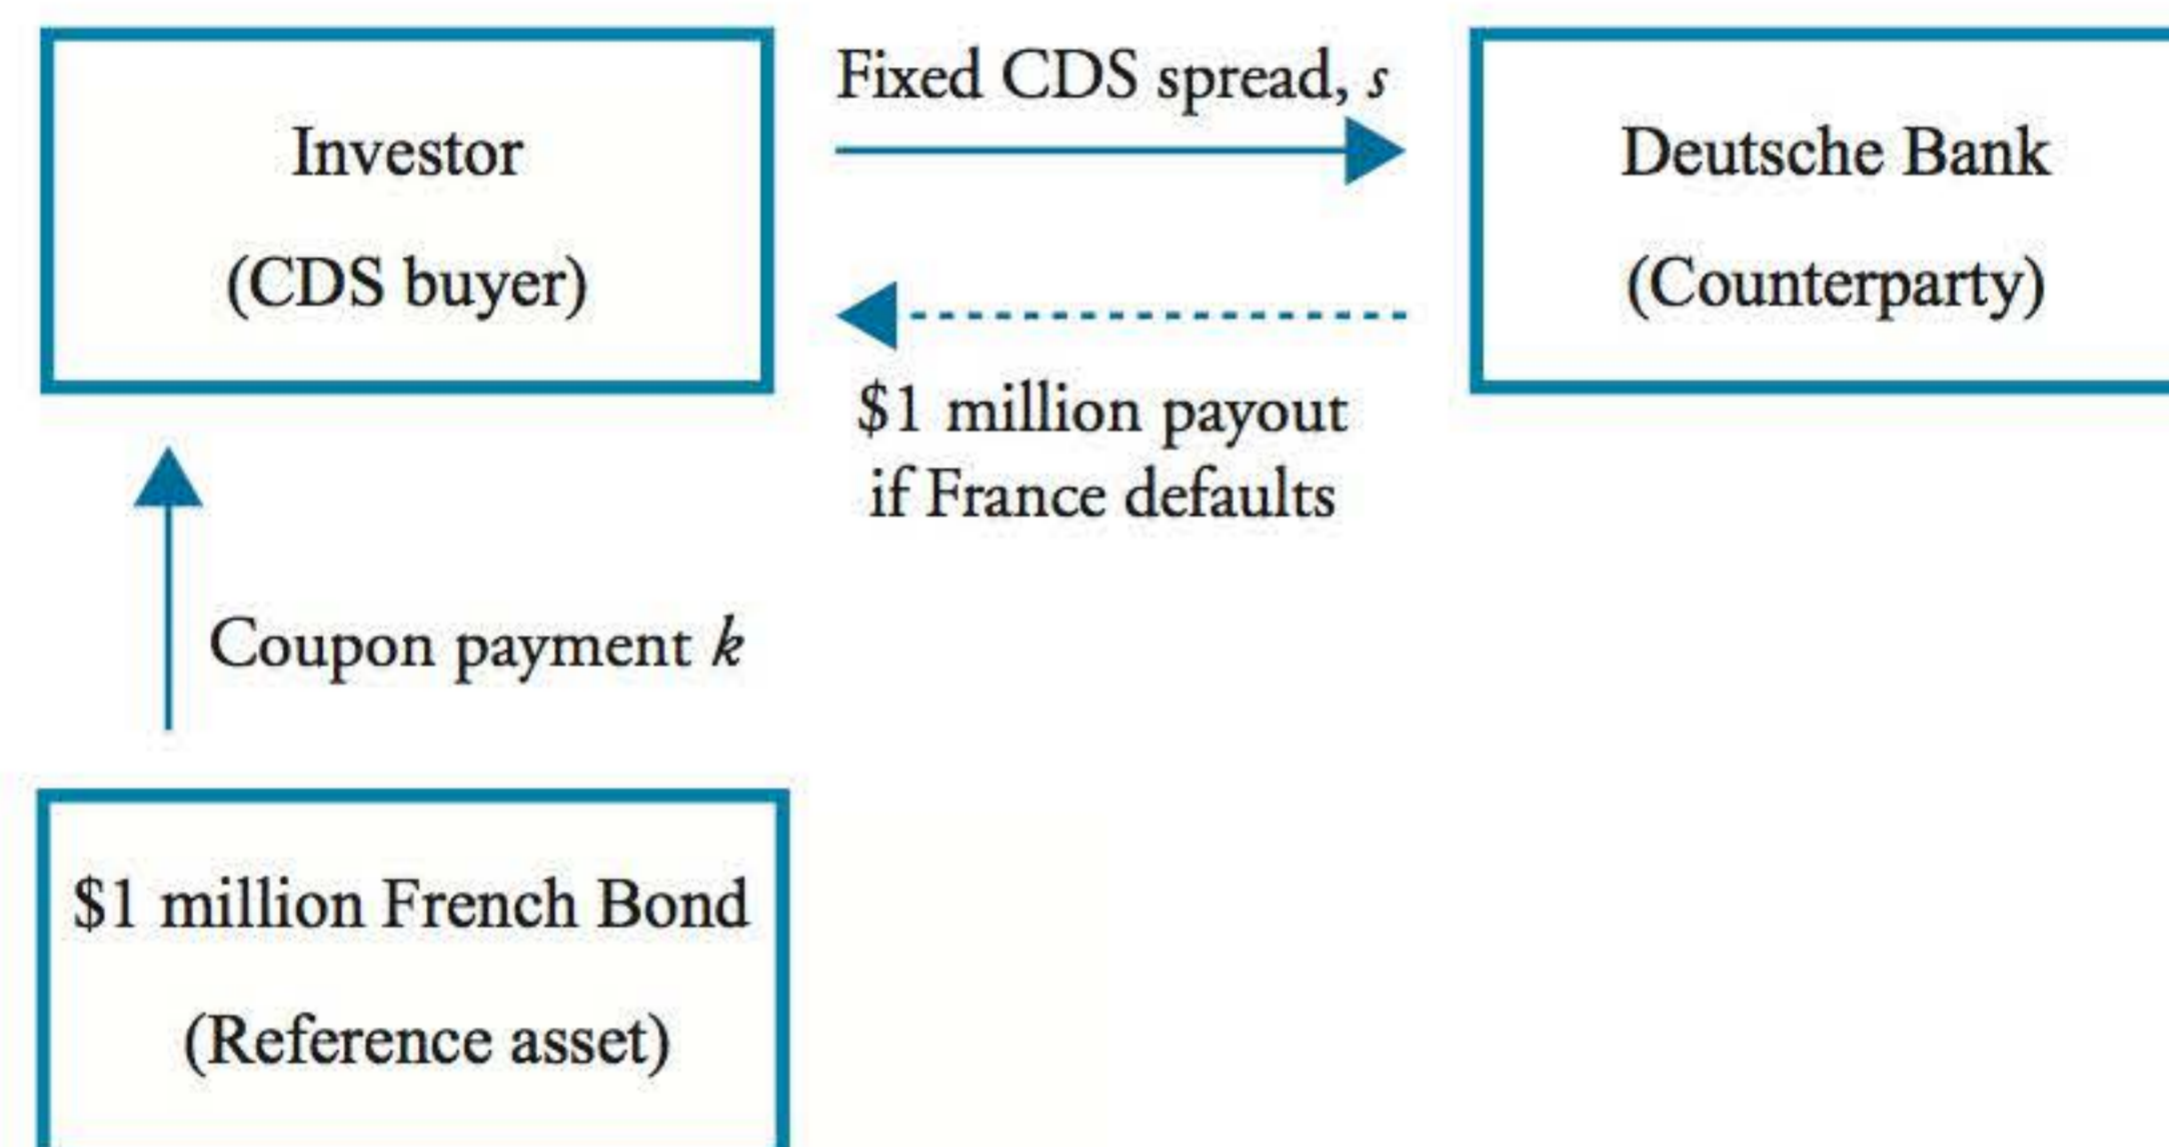 Investor
(CDS buyer)
Fixed CDS spread, s
Deutsche Bank
(Counterparty)
$1 million payout
if France defaults
Coupon payment k
$1 million French Bond
(Reference asset)